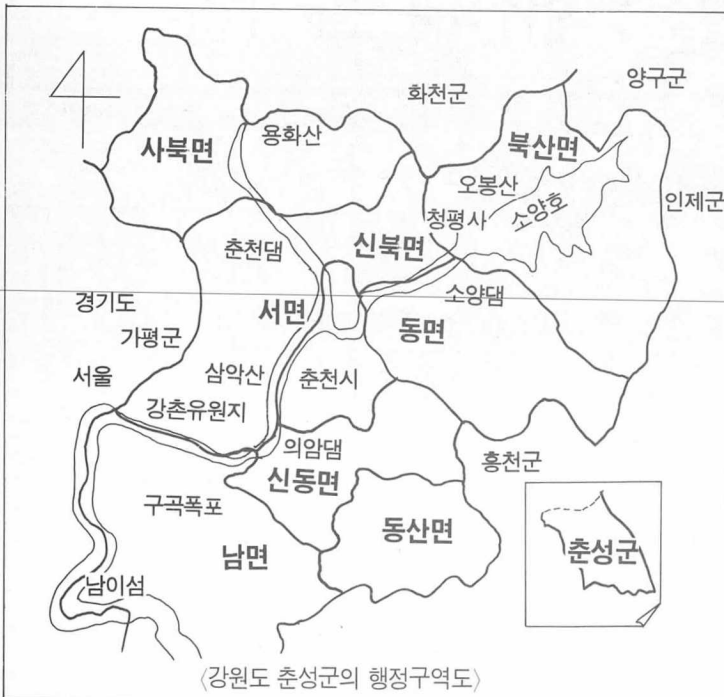 양구군
화천군
사북면
용화산
북산면
오봉산
인제군
청평사
소양호
신북면
춘천댐
소양댐
경기도
서면
동면
가평군
서울
삼악산
춘천시
강촌유원지
의암댐
홍천군
신동면
구곡폭포
동산면
춘성군
남면
남이섬
〈강원도 춘성군의 행정구역도〉